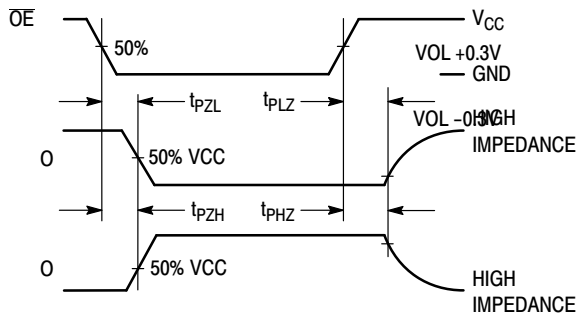 OE
VCC
50%
VOL +0.3V
GND
tPZL
tPLZ
VOL -0.3V
HIGH
IMPEDANCE
O
50% VCC
tPZH
tPHZ
O
50% VCC
HIGH
IMPEDANCE